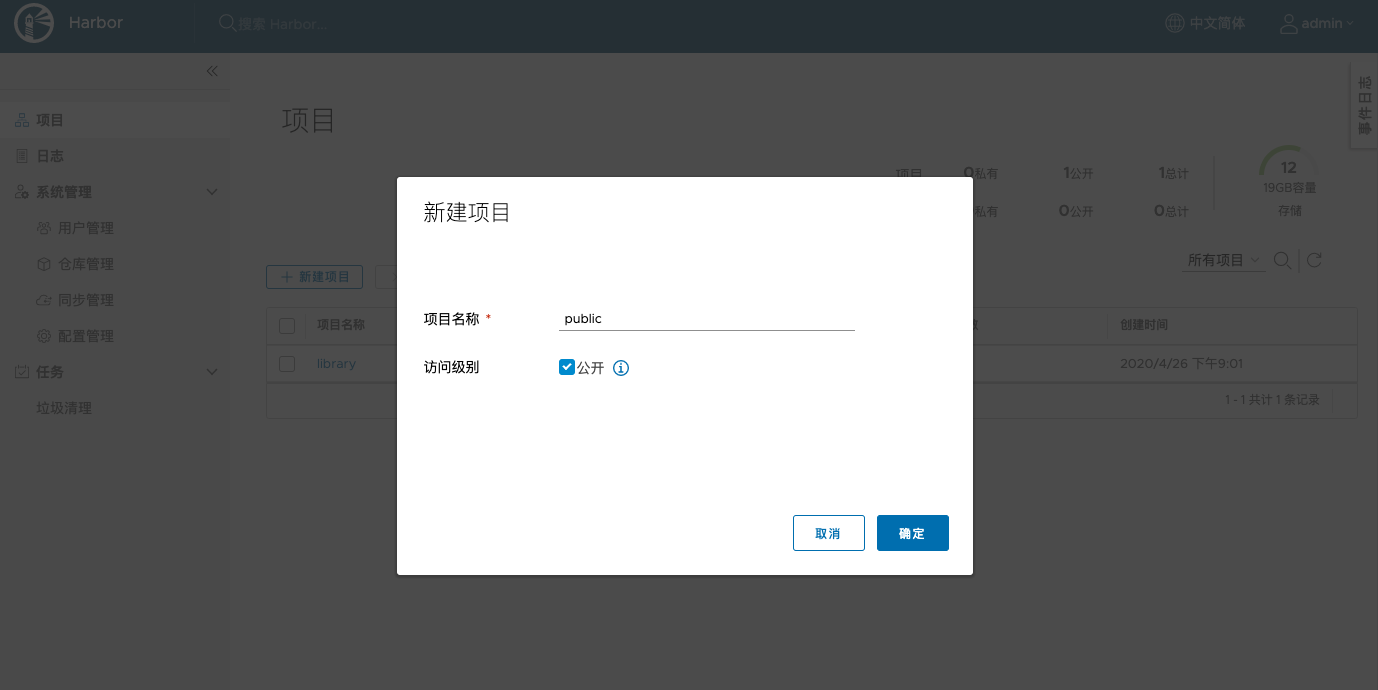 Harbor
搜索 Harbor...
中文简体
admin
事件日志
项目
日志
系统管理
用户管理
仓库管理
同步管理
配置管理
任务
垃圾清理
项目
项目 0私有 1公开 1总计
私有 0公开 0总计
12
19GB容量
存储
+ 新建项目
所有项目
项目名称 创建时间
library 2020/4/26 下午9:01
1 - 1 共计 1 条记录
新建项目
项目名称 *
public
访问级别
公开
取消
确定